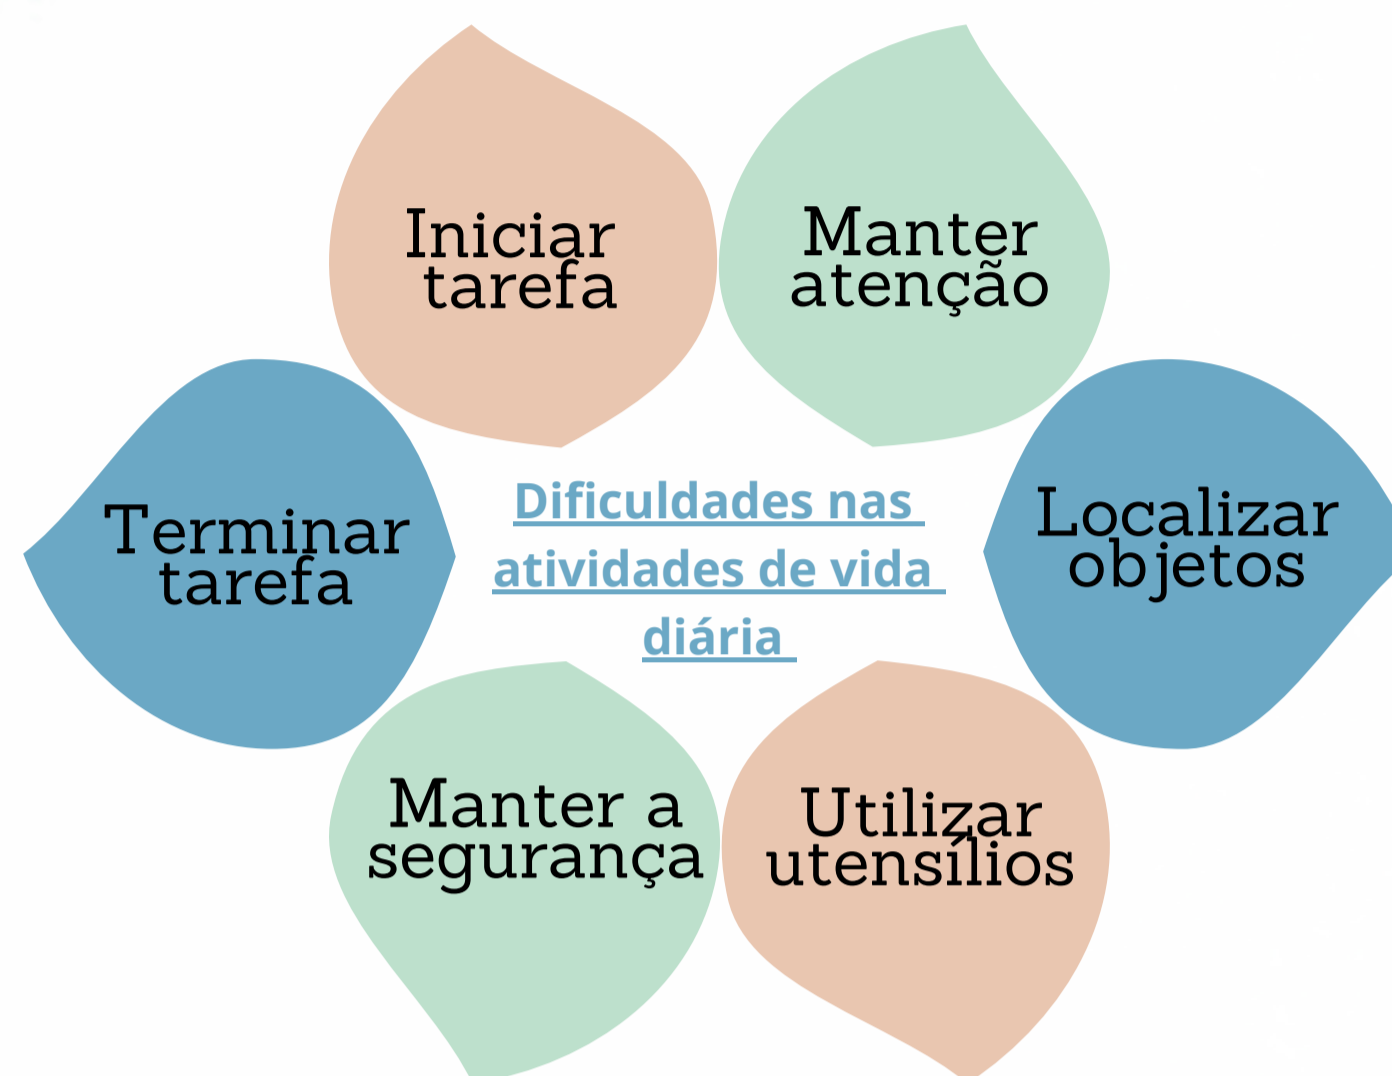 Iniciar
tarefa
Manter
atenção
Localizar
objetos
Utilizar
utensílios
Manter a
segurança
Terminar
tarefa
Dificuldades nas
atividades de vida
diária